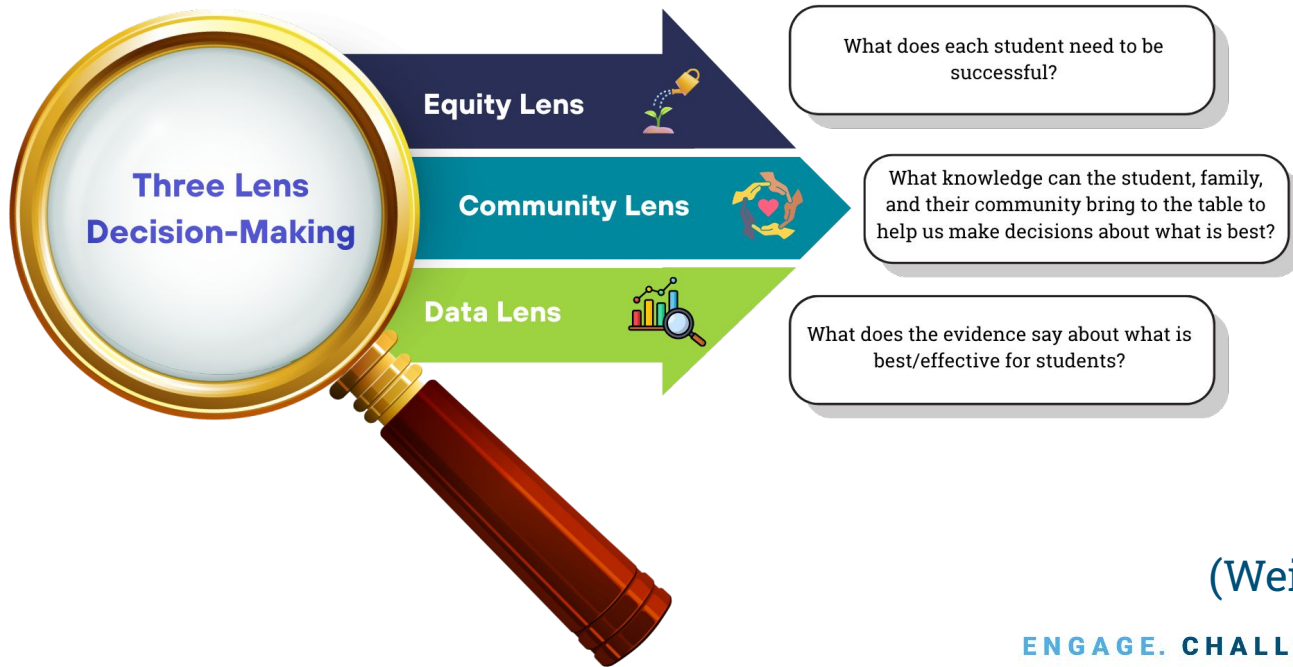 Three Lens
Decision-Making
Equity Lens
What does each student need to be
successful?
Community Lens
What knowledge can the student, family,
and their community bring to the table to
help us make decisions about what is best?
Data Lens
What does the evidence say about what is
best/effective for students?
ENGAGE.